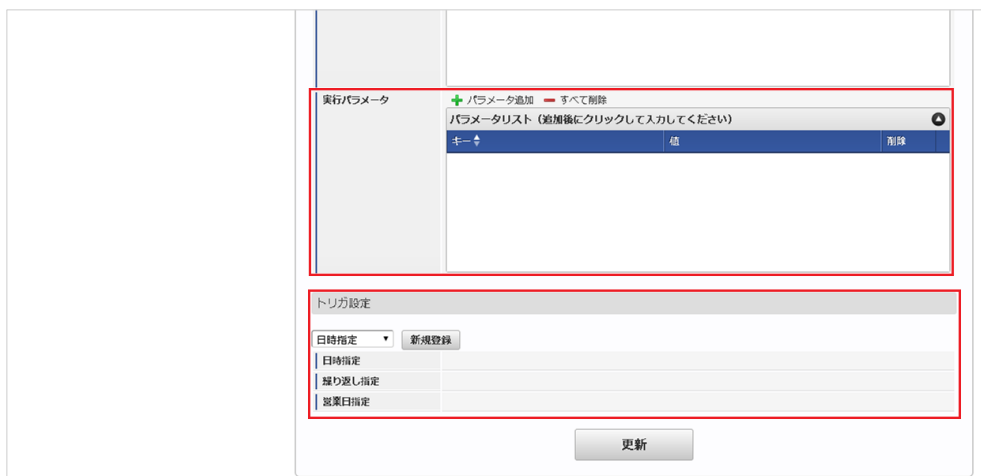 実行パラメータ
パラメータ追加 すべて削除
パラメータリスト（追加後にクリックして入力してください）
キー 値 削除
トリガ設定
日時指定 新規登録
日時指定
繰り返し指定
営業日指定
更新